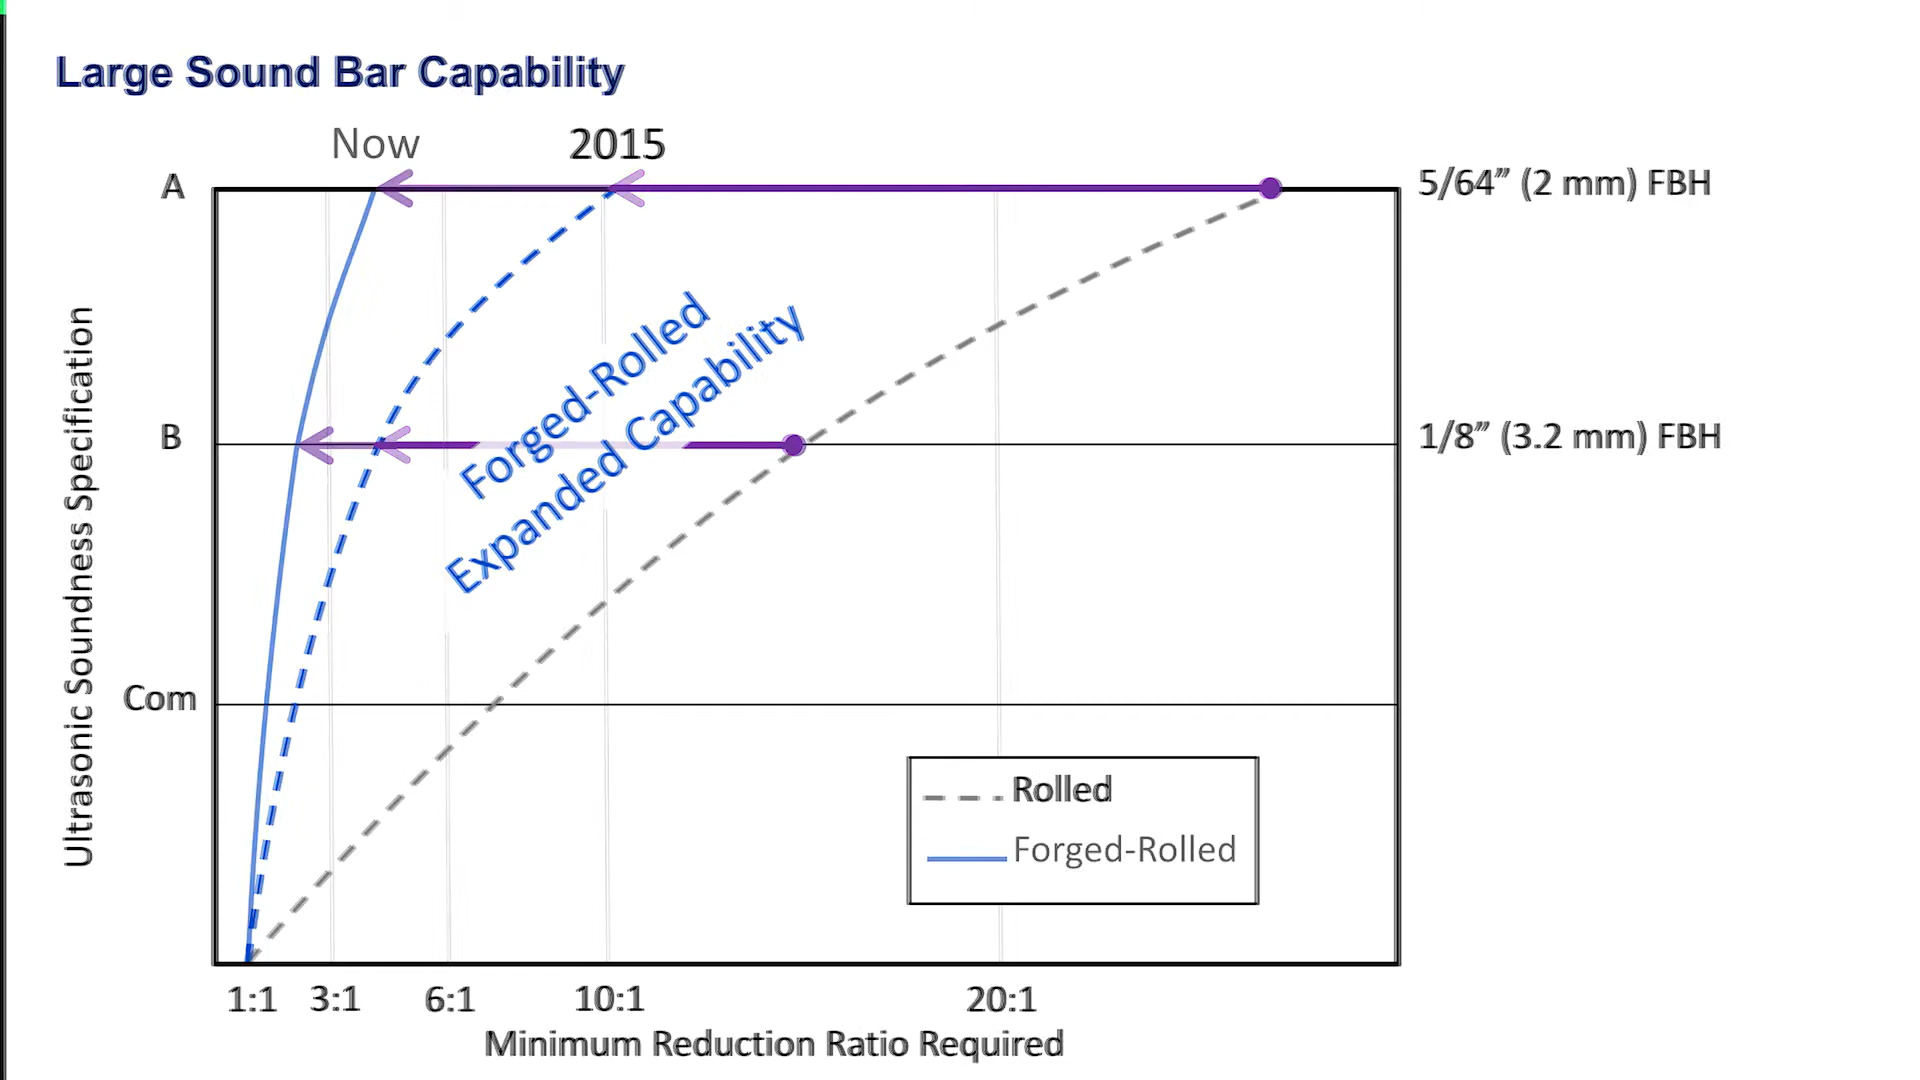 Large Sound Bar Capability
Now
2015
A
5/64‴ (2 mm) FBH
B
1/8″ (3.2 mm) FBH
Com
Ultrasonic Soundness Specification
Forged-Rolled
Expanded Capability
Rolled
Forged-Rolled
1:1 3:1 6:1 10:1 20:1
Minimum Reduction Ratio Required